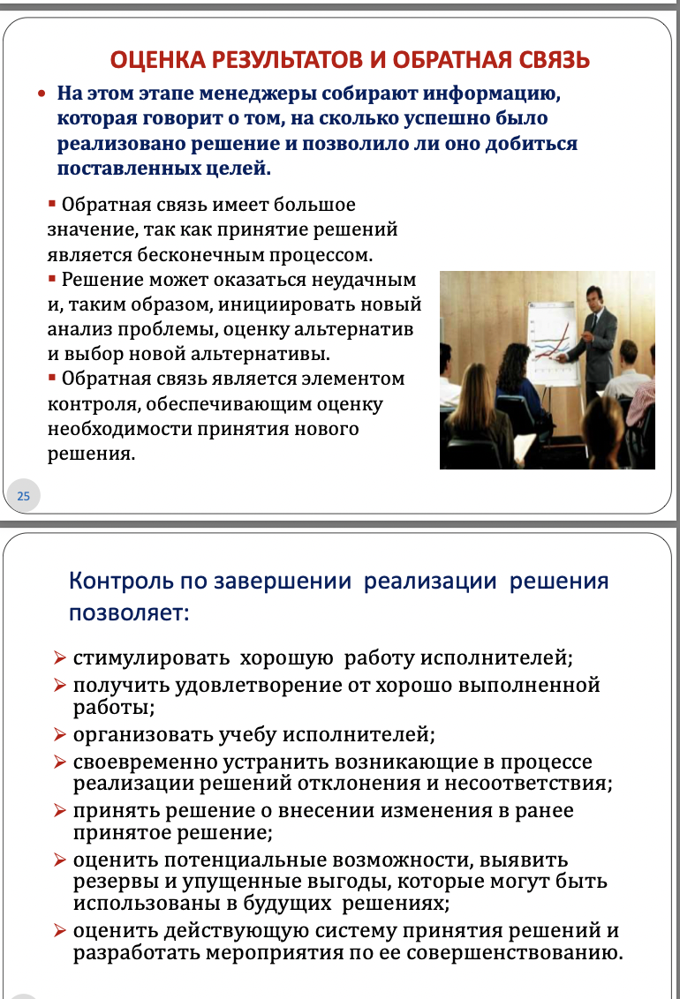 ОЦЕНКА РЕЗУЛЬТАТОВ И ОБРАТНАЯ СВЯЗЬ
• На этом этапе менеджеры собирают информацию,
которая говорит о том, на сколько успешно было
реализовано решение и позволило ли оно добиться
поставленных целей.
▪ Обратная связь имеет большое
значение, так как принятие решений
является бесконечным процессом.
▪ Решение может оказаться неудачным
и, таким образом, инициировать новый
анализ проблемы, оценку альтернатив
и выбор новой альтернативы.
▪ Обратная связь является элементом
контроля, обеспечивающим оценку
необходимости принятия нового
решения.
25
Контроль по завершении реализации решения
позволяет:
➢ стимулировать хорошую работу исполнителей;
➢ получить удовлетворение от хорошо выполненной
работы;
➢ организовать учебу исполнителей;
➢ своевременно устранить возникающие в процессе
реализации решений отклонения и несоответствия;
➢ принять решение о внесении изменения в ранее
принятое решение;
➢ оценить потенциальные возможности, выявить
резервы и упущенные выгоды, которые могут быть
использованы в будущих решениях;
➢ оценить действующую систему принятия решений и
разработать мероприятия по ее совершенствованию.